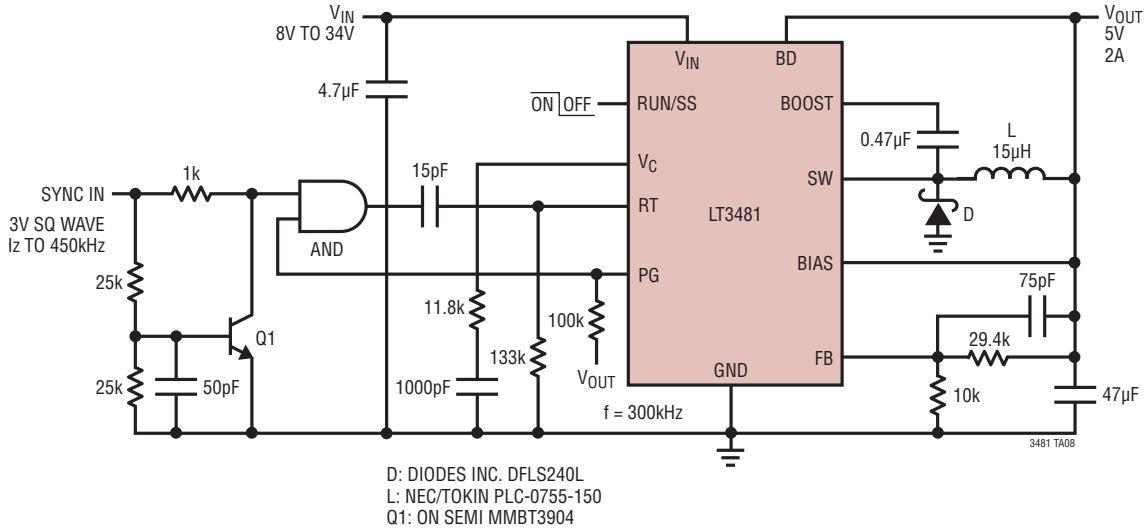 VIN
8V TO 34V
VOUT
5V
2A
VIN
BD
4.7µF
ON OFF
RUN/SS
BOOST
0.47µF
L
15µH
1k
15pF
VC
SW
SYNC IN
RT
LT3481
D
3V SQ WAVE
Iz TO 450kHz
AND
BIAS
25k
PG
75pF
11.8k
100k
Q1
133k
29.4k
FB
25k
50pF
1000pF
VOUT
GND
10k
47µF
f = 300kHz
3481 TA08
D: DIODES INC. DFLS240L
L: NEC/TOKIN PLC-0755-150
Q1: ON SEMI MMBT3904